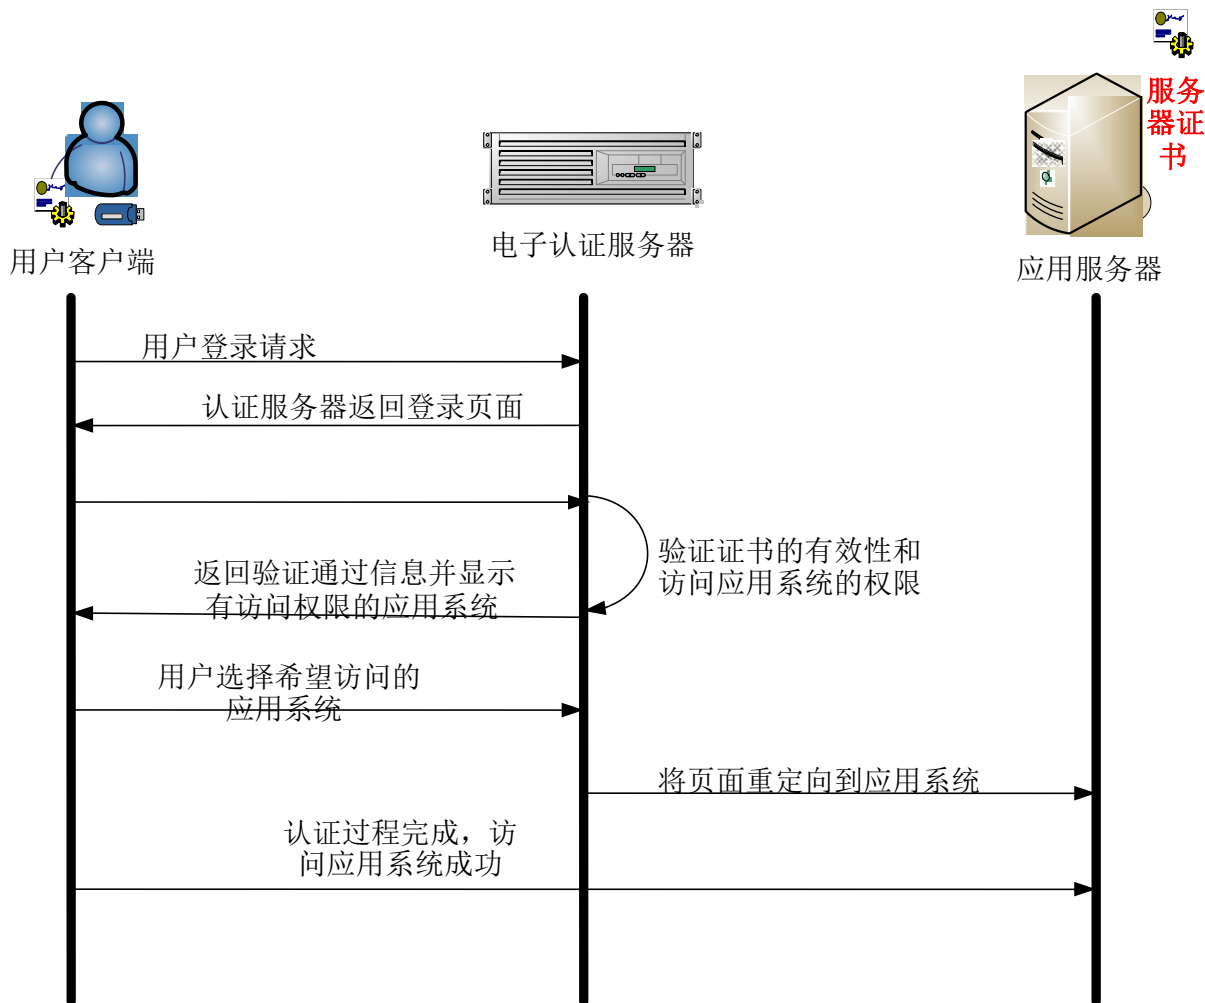 服务
器证
书
用户客户端
电子认证服务器
应用服务器
用户登录请求
认证服务器返回登录页面
验证证书的有效性和
访问应用系统的权限
返回验证通过信息并显示
有访问权限的应用系统
用户选择希望访问的
应用系统
将页面重定向到应用系统
认证过程完成，访
问应用系统成功